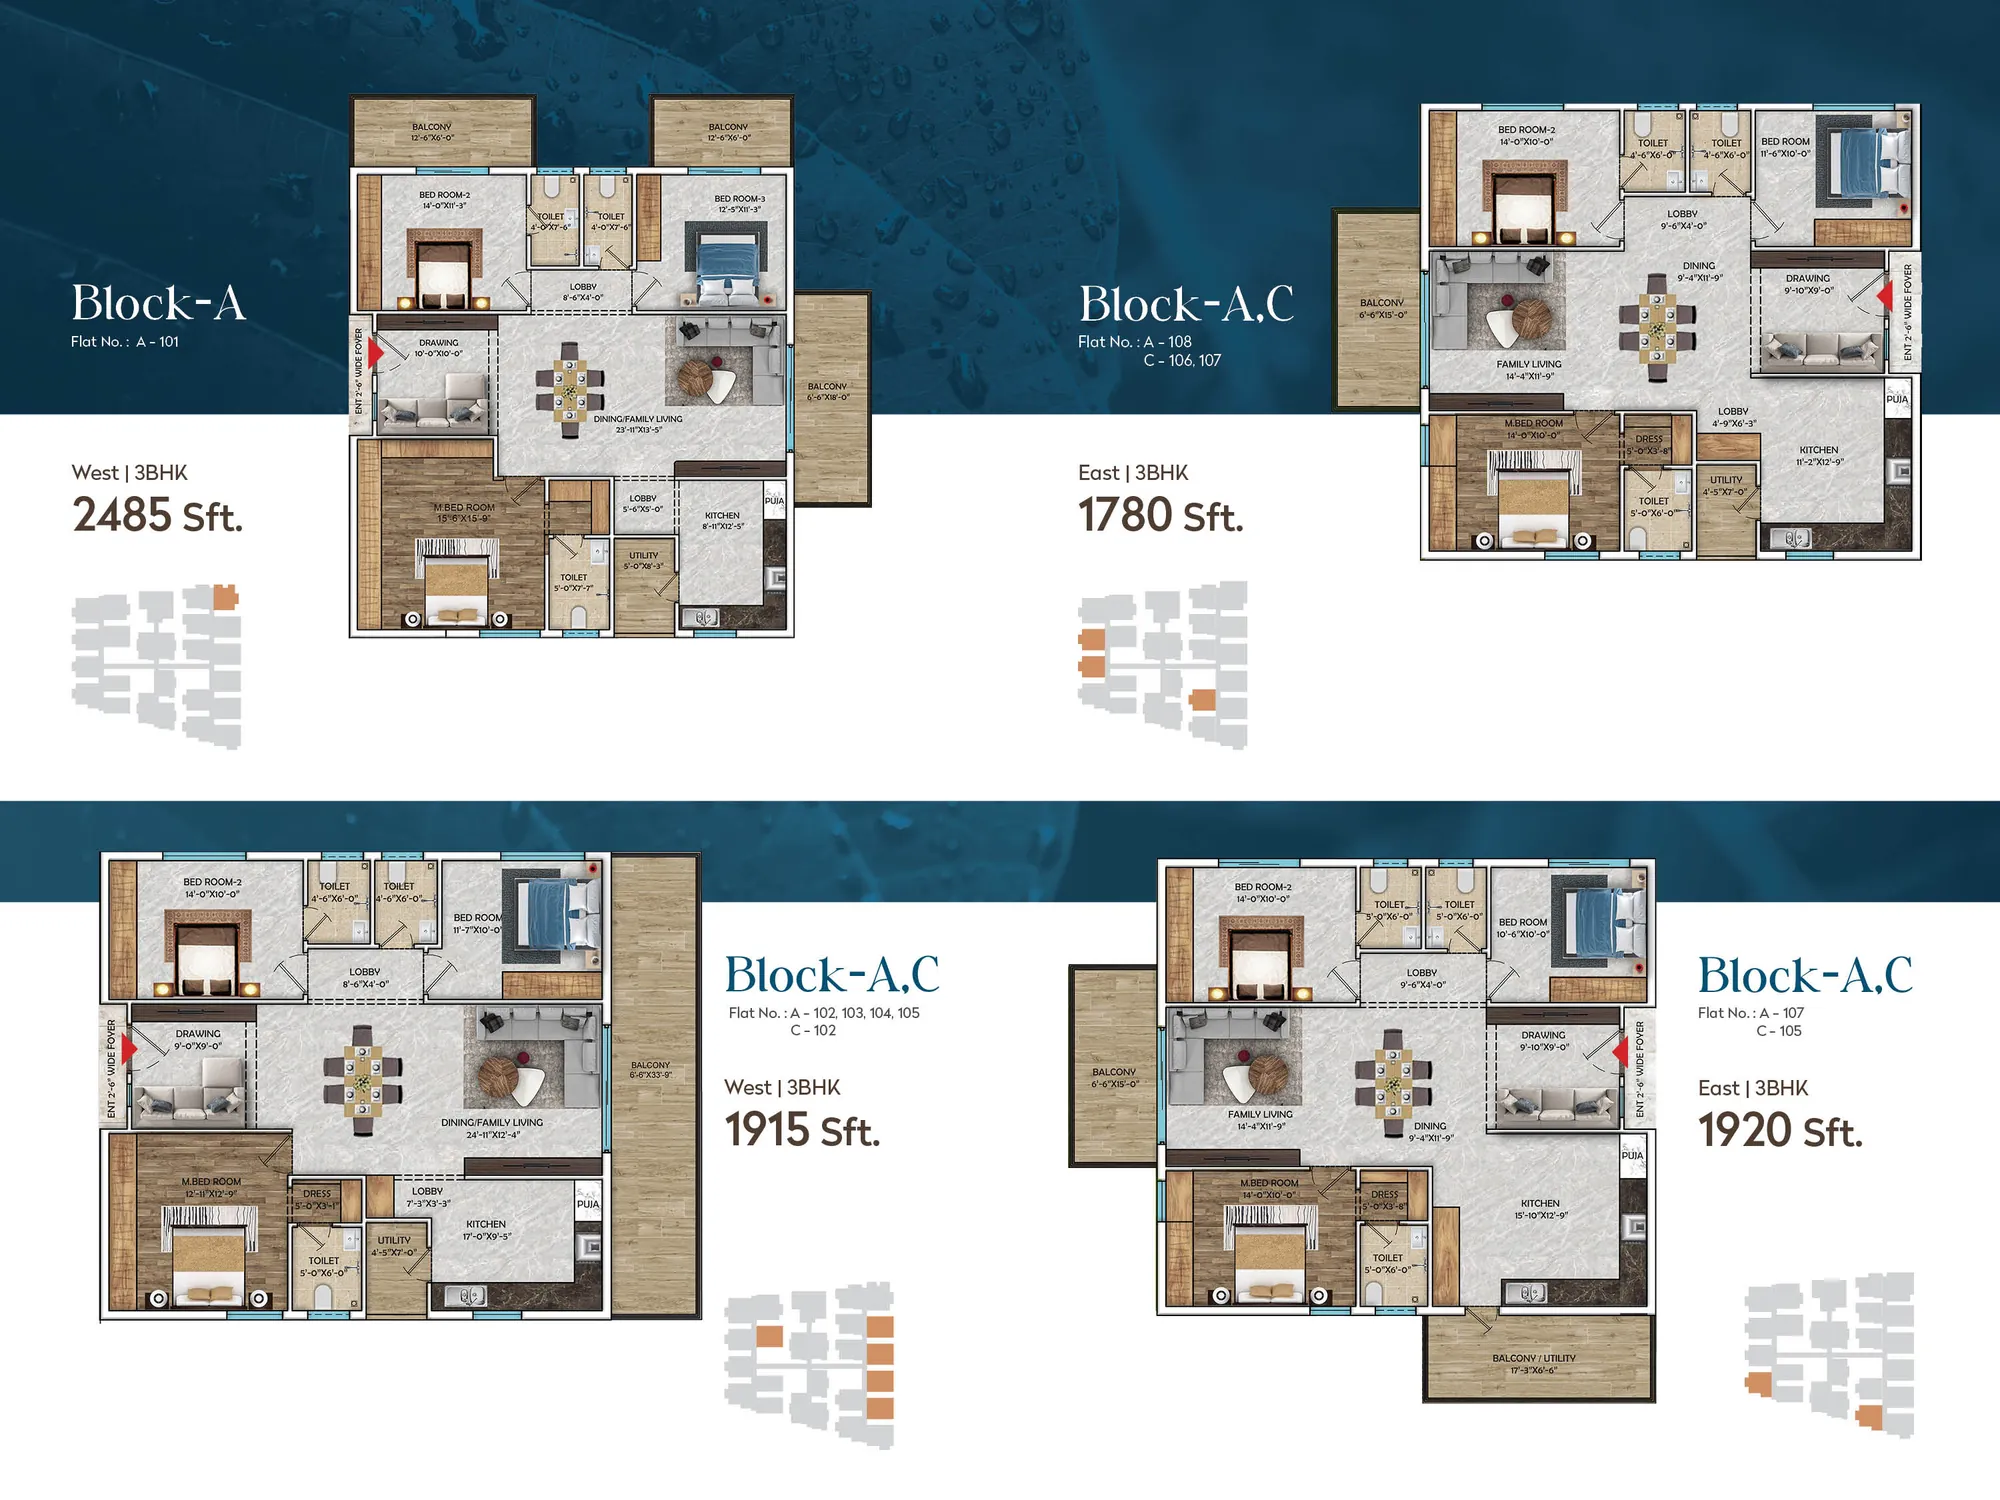 Block-A
Flat No. : A - 101
West | 3BHK
2485 Sft.
BALCONY
12'-6"X6'-0"
BALCONY
12'-6"X6'-0"
BED ROOM-2
14'-0"X11'-3"
TOILET
4'-0"X7'-6"
TOILET
4'-0"X7'-6"
BED ROOM-3
12'-5"X11'-3"
LOBBY
8'-6"X4'-0"
ENT 2'-6" WIDE FOYER
DRAWING
10'-0"X10'-0"
DINING/FAMILY LIVING
23'-11"X13'-5"
BALCONY
6'-6"X18'-0"
M.BED ROOM
15'-6"X15'-9"
LOBBY
5'-6"X5'-0"
KITCHEN
8'-11"X12'-5"
PUJA
UTILITY
5'-0"X8'-3"
TOILET
5'-0"X7'-7"
Block-A,C
Flat No. : A - 108
C - 106, 107
East | 3BHK
1780 Sft.
BED ROOM-2
14'-0"X10'-0"
TOILET
4'-6"X6'-0"
TOILET
4'-6"X6'-0"
BED ROOM
11'-6"X10'-0"
LOBBY
9'-6"X4'-0"
BALCONY
6'-6"X15'-0"
DINING
9'-4"X11'-9"
DRAWING
9'-10"X9'-0"
ENT 2'-6" WIDE FOYER
FAMILY LIVING
14'-4"X11'-9"
M.BED ROOM
14'-0"X10'-0"
DRESS
5'-0"X3'-8"
LOBBY
4'-9"X6'-3"
PUJA
KITCHEN
11'-2"X12'-9"
UTILITY
4'-5"X7'-0"
TOILET
5'-0"X6'-0"
BED ROOM-2
14'-0"X10'-0"
TOILET
4'-6"X6'-0"
TOILET
4'-6"X6'-0"
BED ROOM
11'-7"X10'-0"
LOBBY
8'-6"X4'-0"
ENT 2'-6" WIDE FOYER
DRAWING
9'-0"X9'-0"
DINING/FAMILY LIVING
24'-11"X12'-4"
BALCONY
6'-6"X33'-9"
M.BED ROOM
12'-11"X12'-9"
DRESS
5'-0"X3'-1"
LOBBY
7'-3"X3'-3"
PUJA
KITCHEN
17'-0"X9'-5"
UTILITY
4'-5"X7'-0"
TOILET
5'-0"X6'-0"
Block-A,C
Flat No. : A - 102, 103, 104, 105
C - 102
West | 3BHK
1915 Sft.
BED ROOM-2
14'-0"X10'-0"
TOILET
5'-0"X6'-0"
TOILET
5'-0"X6'-0"
BED ROOM
10'-6"X10'-0"
LOBBY
9'-6"X4'-0"
BALCONY
6'-6"X15'-0"
DRAWING
9'-10"X9'-0"
ENT 2'-6" WIDE FOYER
FAMILY LIVING
14'-4"X11'-9"
DINING
9'-4"X11'-9"
M.BED ROOM
14'-0"X10'-0"
DRESS
5'-0"X3'-8"
PUJA
KITCHEN
15'-10"X12'-9"
TOILET
5'-0"X6'-0"
BALCONY / UTILITY
17'-3"X6'-6"
Block-A,C
Flat No. : A - 107
C - 105
East | 3BHK
1920 Sft.